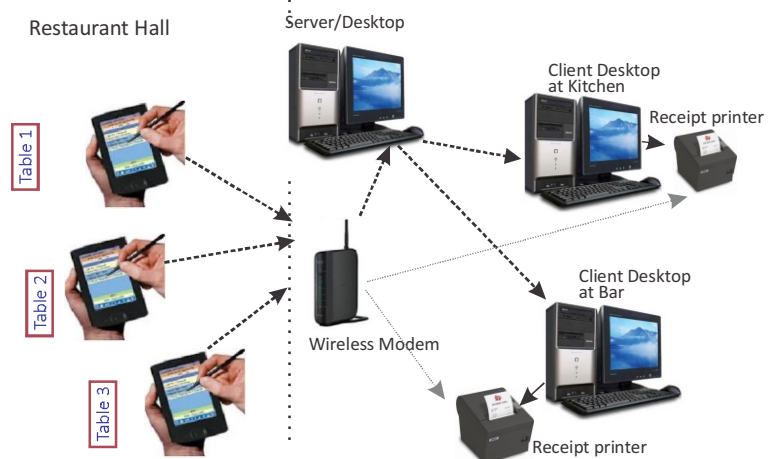 Restaurant Hall
Server/Desktop
Client Desktop
at Kitchen
Receipt printer
Table 1
Table 2
Table 3
Wireless Modem
Client Desktop
at Bar
Receipt printer